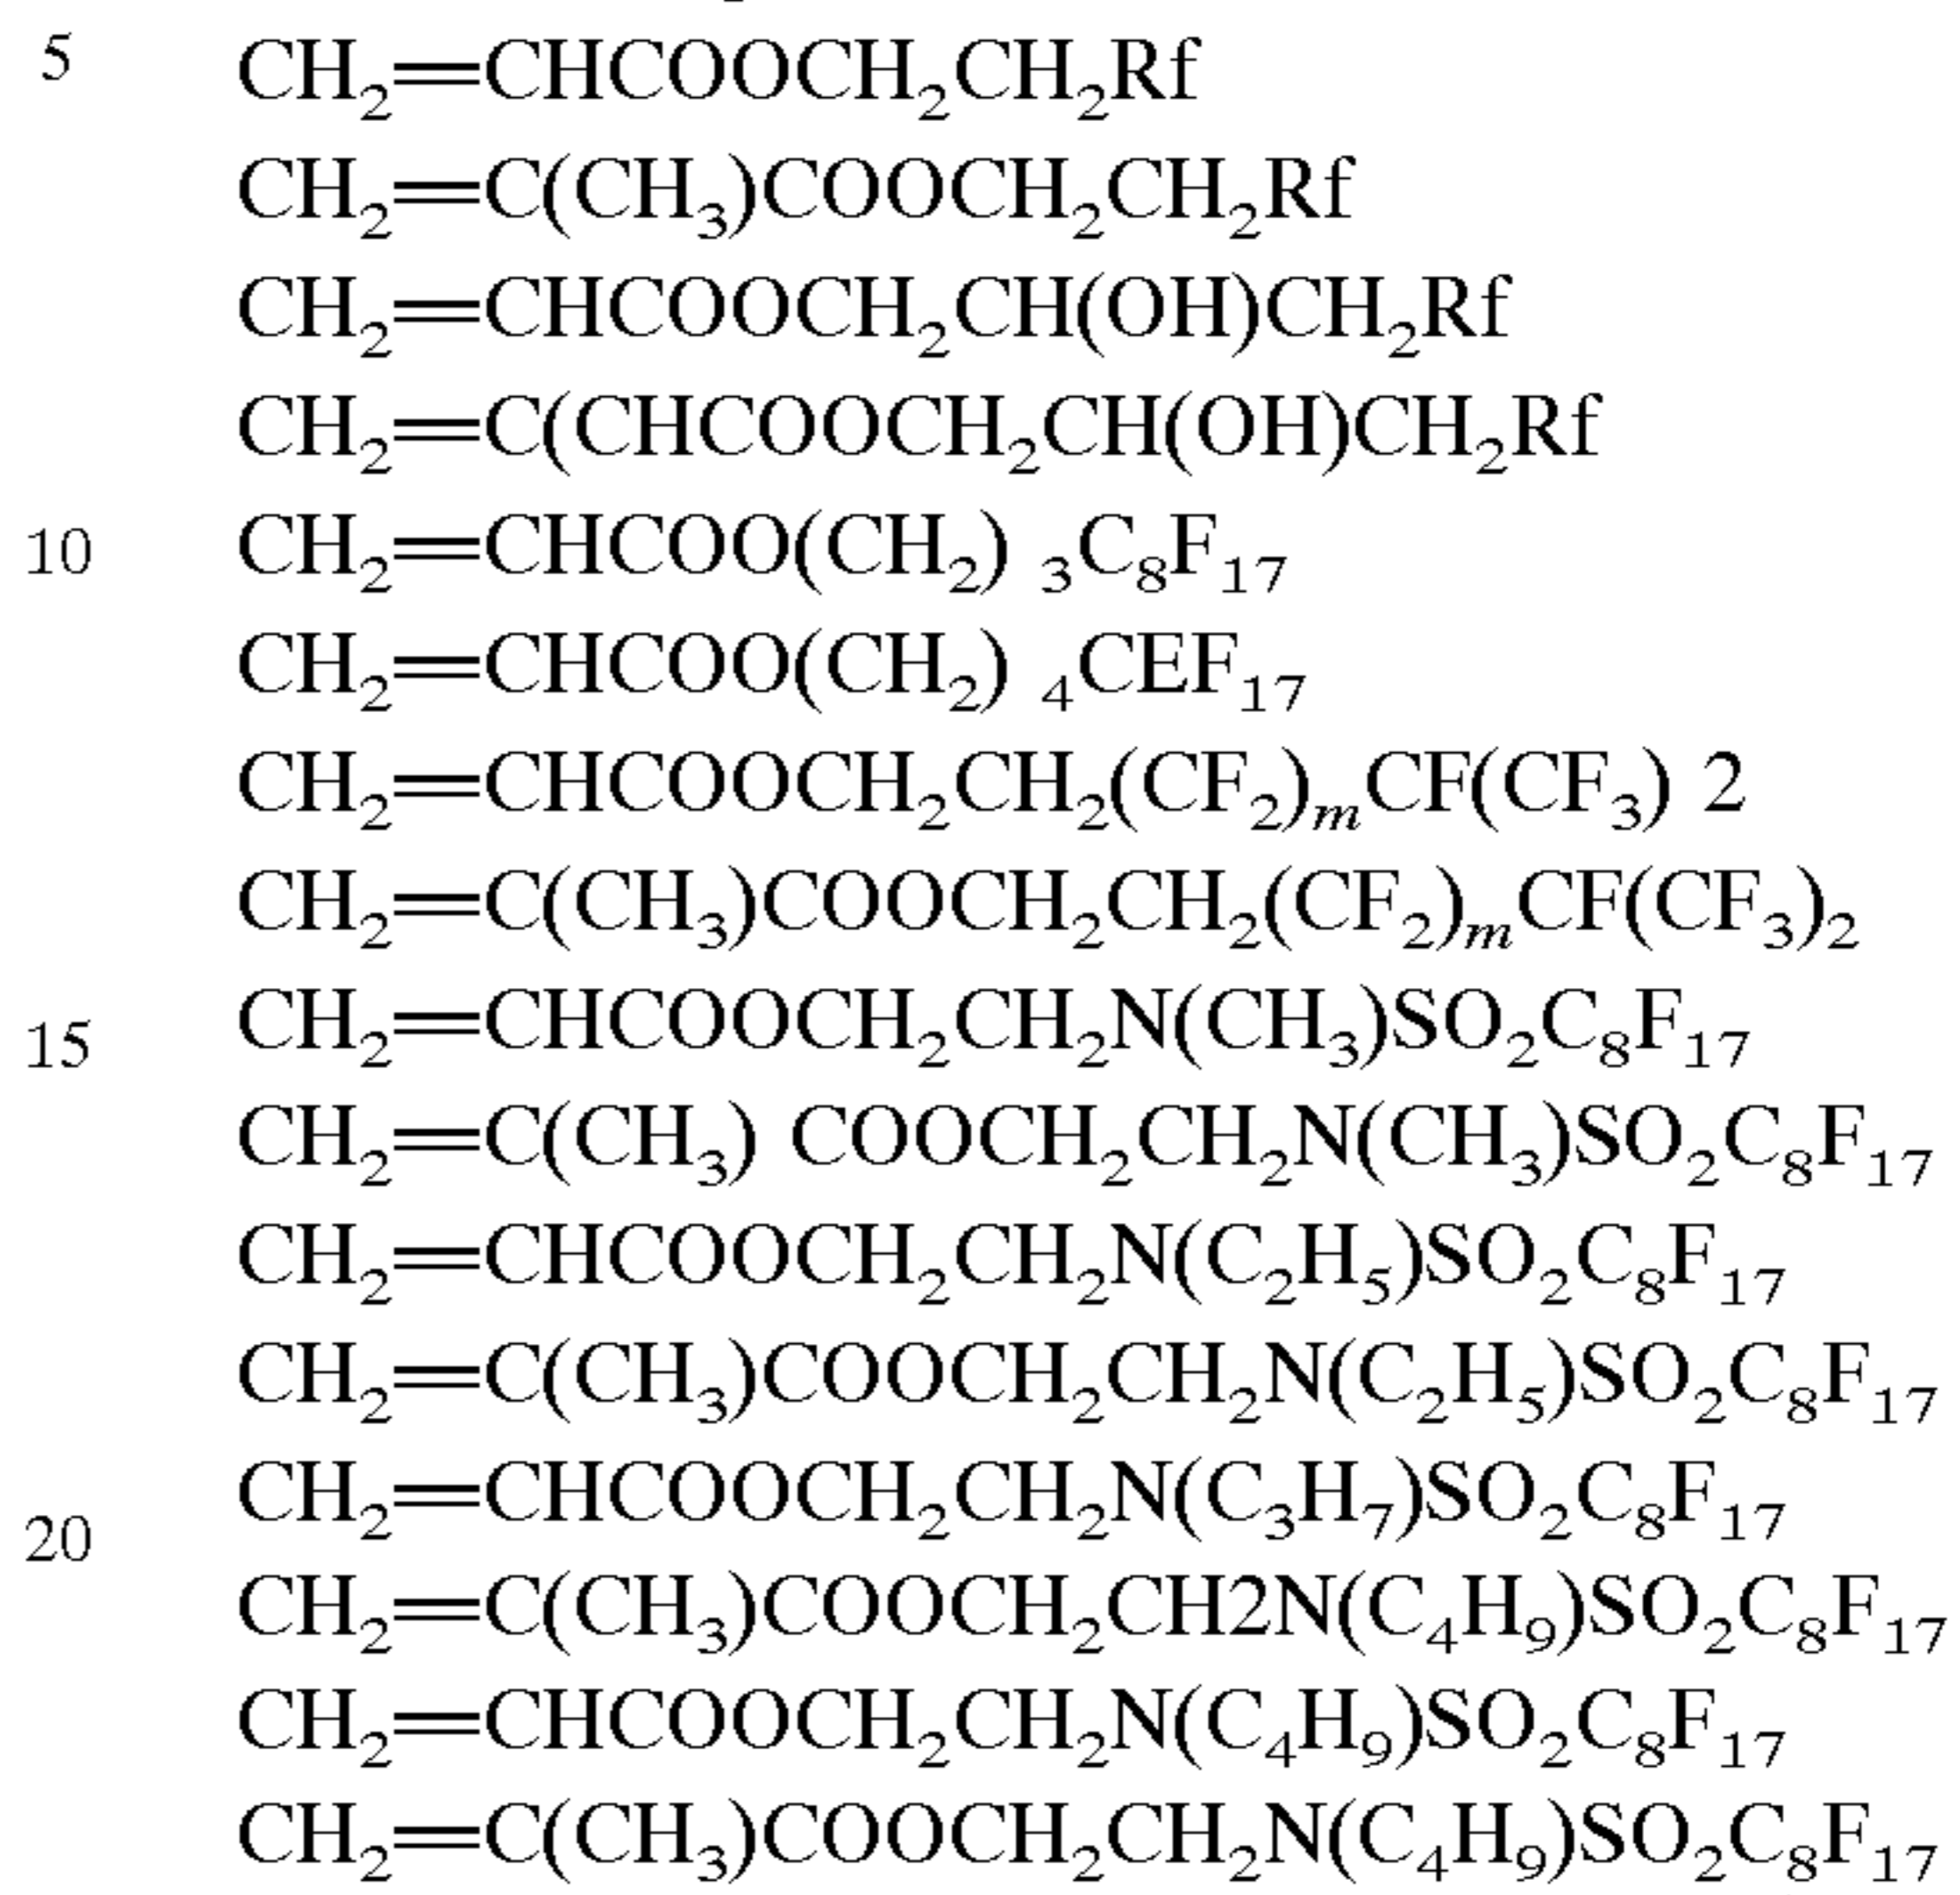 5 CH₂=CHCOOCH₂CH₂Rf
CH₂=C(CH₃)COOCH₂CH₂Rf
CH₂=CHCOOCH₂CH(OH)CH₂Rf
CH₂=C(CHCOOCH₂CH(OH)CH₂Rf
10 CH₂=CHCOO(CH₂) ₃C₈F₁₇
CH₂=CHCOO(CH₂) ₄CEF₁₇
CH₂=CHCOOCH₂CH₂(CF₂)ₘCF(CF₃) 2
CH₂=C(CH₃)COOCH₂CH₂(CF₂)ₘCF(CF₃)₂
15 CH₂=CHCOOCH₂CH₂N(CH₃)SO₂C₈F₁₇
CH₂=C(CH₃) COOCH₂CH₂N(CH₃)SO₂C₈F₁₇
CH₂=CHCOOCH₂CH₂N(C₂H₅)SO₂C₈F₁₇
CH₂=C(CH₃)COOCH₂CH₂N(C₂H₅)SO₂C₈F₁₇
20 CH₂=CHCOOCH₂CH₂N(C₃H₇)SO₂C₈F₁₇
CH₂=C(CH₃)COOCH₂CH2N(C₄H₉)SO₂C₈F₁₇
CH₂=CHCOOCH₂CH₂N(C₄H₉)SO₂C₈F₁₇
CH₂=C(CH₃)COOCH₂CH₂N(C₄H₉)SO₂C₈F₁₇